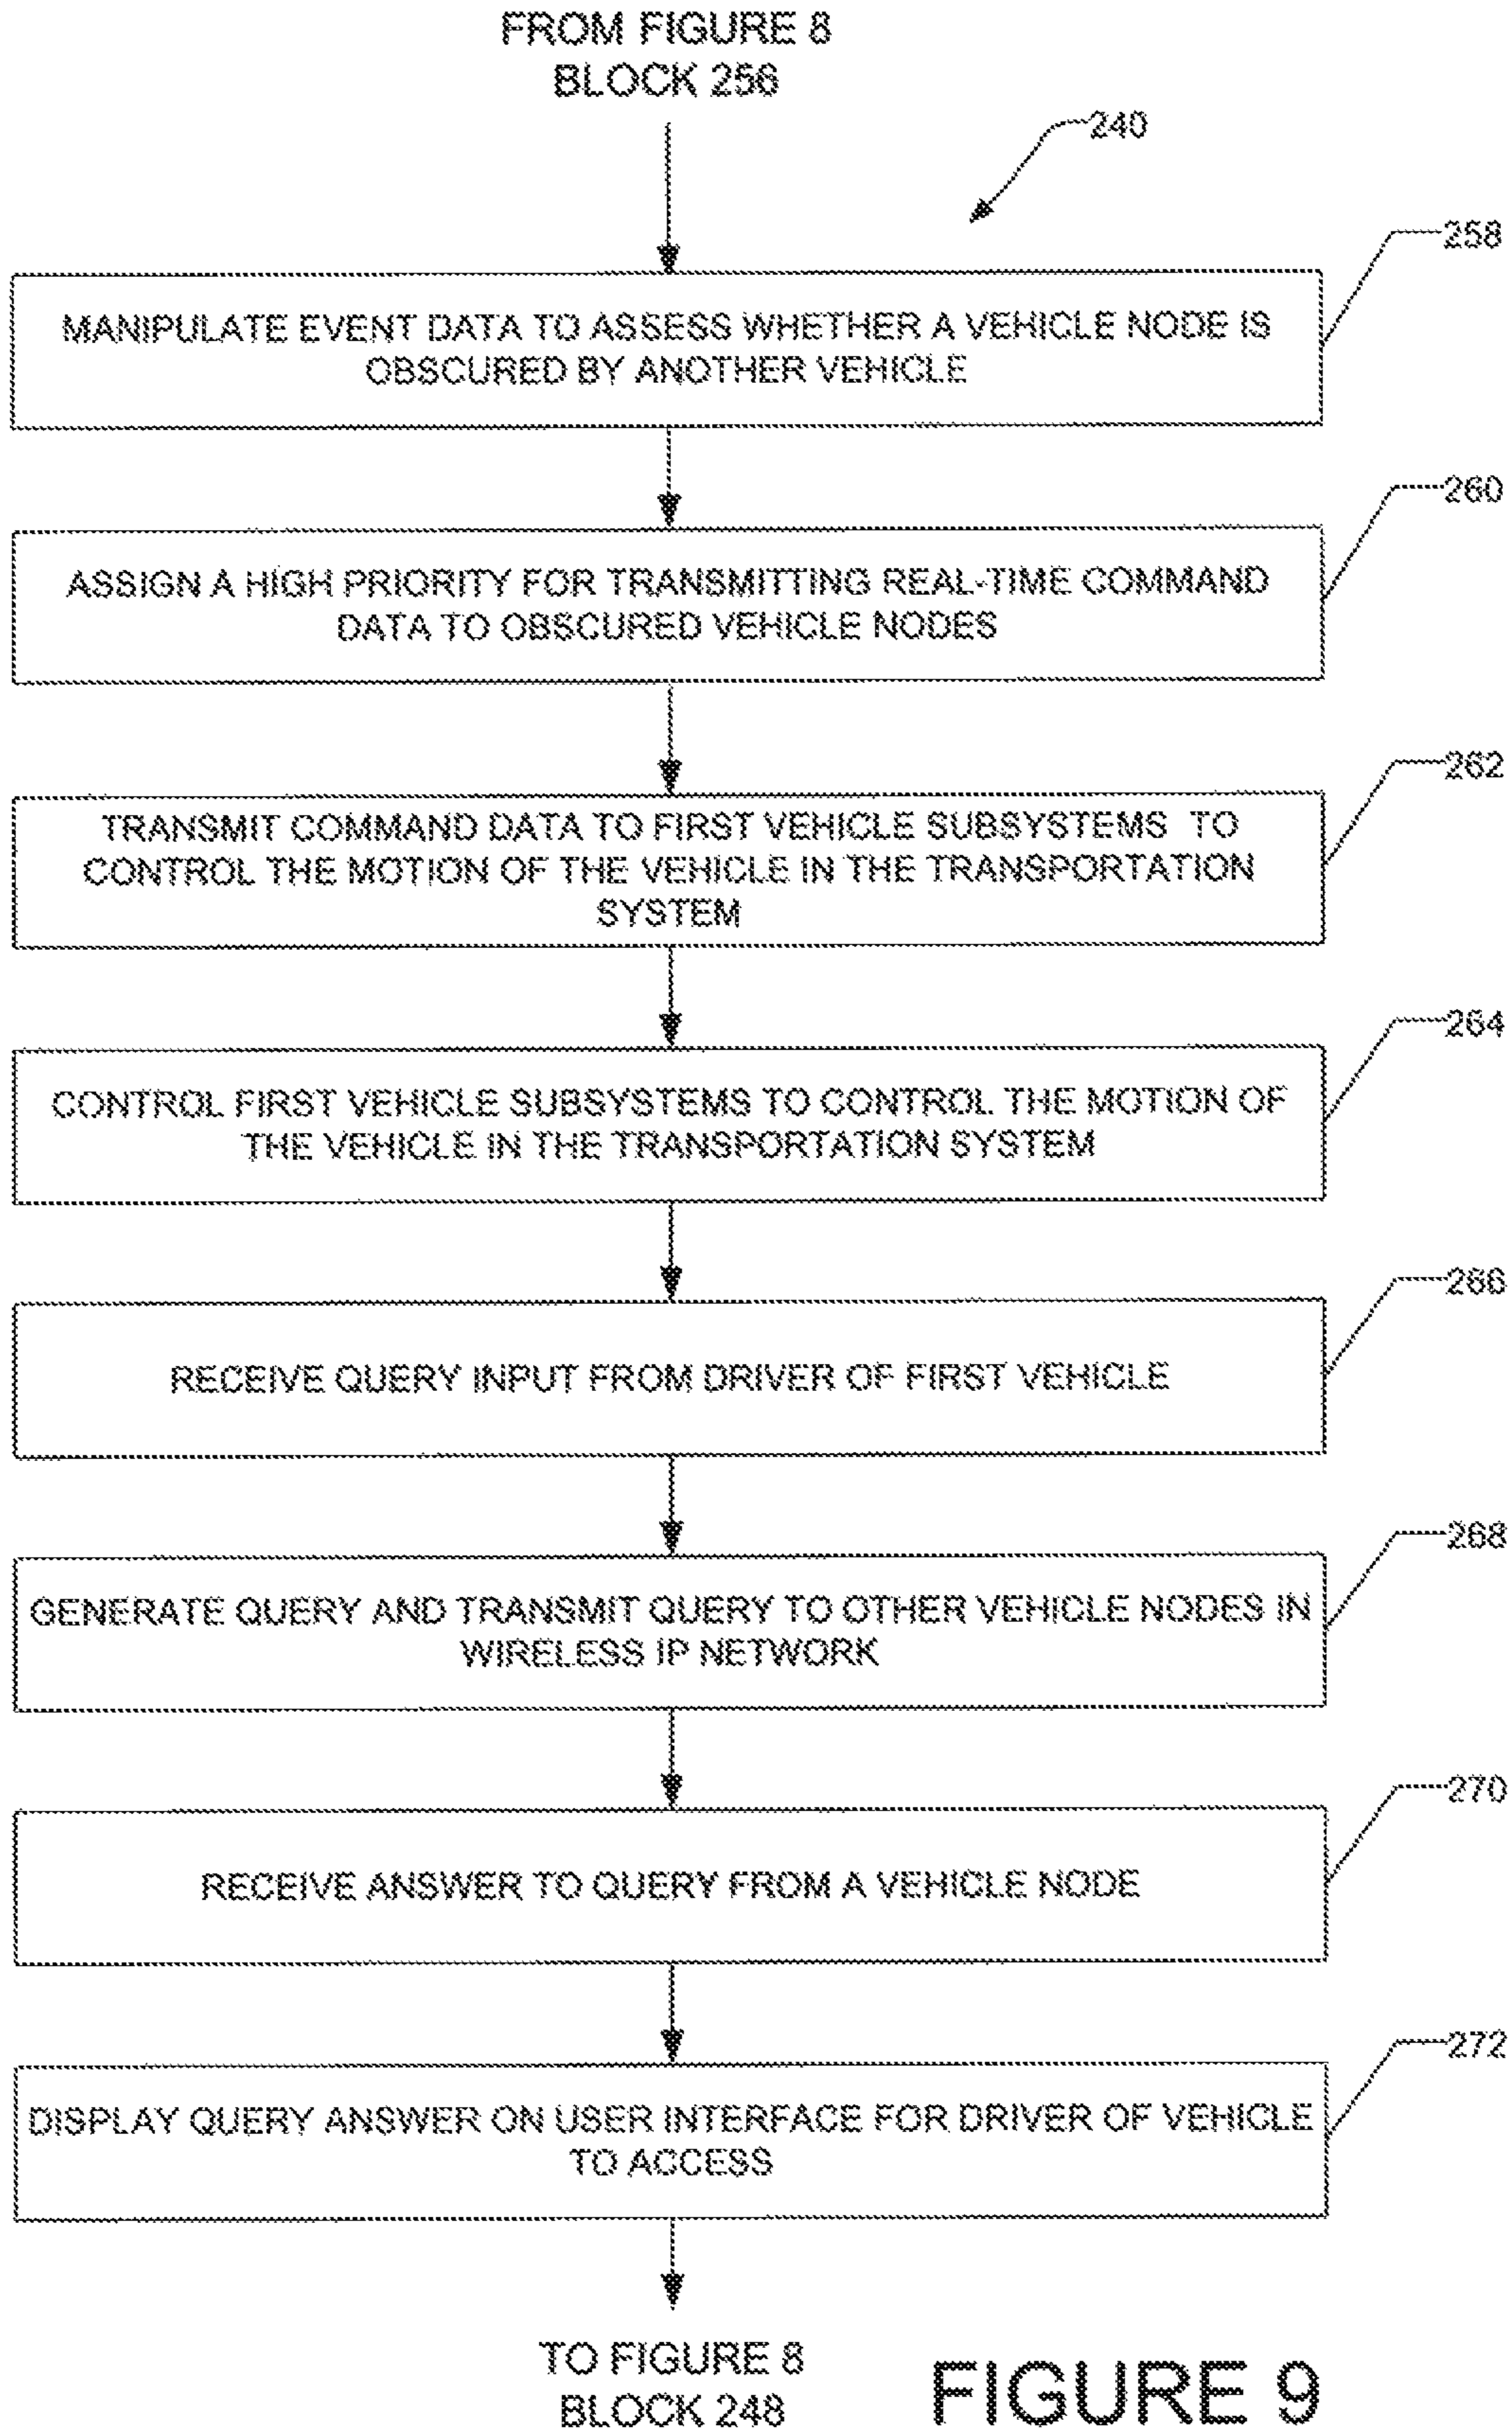 FROM FIGURE 8
BLOCK 256
240
258
MANIPULATE EVENT DATA TO ASSESS WHETHER A VEHICLE NODE IS
OBSCURED BY ANOTHER VEHICLE
260
ASSIGN A HIGH PRIORITY FOR TRANSMITTING REAL-TIME COMMAND
DATA TO OBSCURED VEHICLE NODES
262
TRANSMIT COMMAND DATA TO FIRST VEHICLE SUBSYSTEMS TO
CONTROL THE MOTION OF THE VEHICLE IN THE TRANSPORTATION
SYSTEM
264
CONTROL FIRST VEHICLE SUBSYSTEMS TO CONTROL THE MOTION OF
THE VEHICLE IN THE TRANSPORTATION SYSTEM
266
RECEIVE QUERY INPUT FROM DRIVER OF FIRST VEHICLE
268
GENERATE QUERY AND TRANSMIT QUERY TO OTHER VEHICLE NODES IN
WIRELESS IP NETWORK
270
RECEIVE ANSWER TO QUERY FROM A VEHICLE NODE
272
DISPLAY QUERY ANSWER ON USER INTERFACE FOR DRIVER OF VEHICLE
TO ACCESS
TO FIGURE 8
BLOCK 248
FIGURE 9